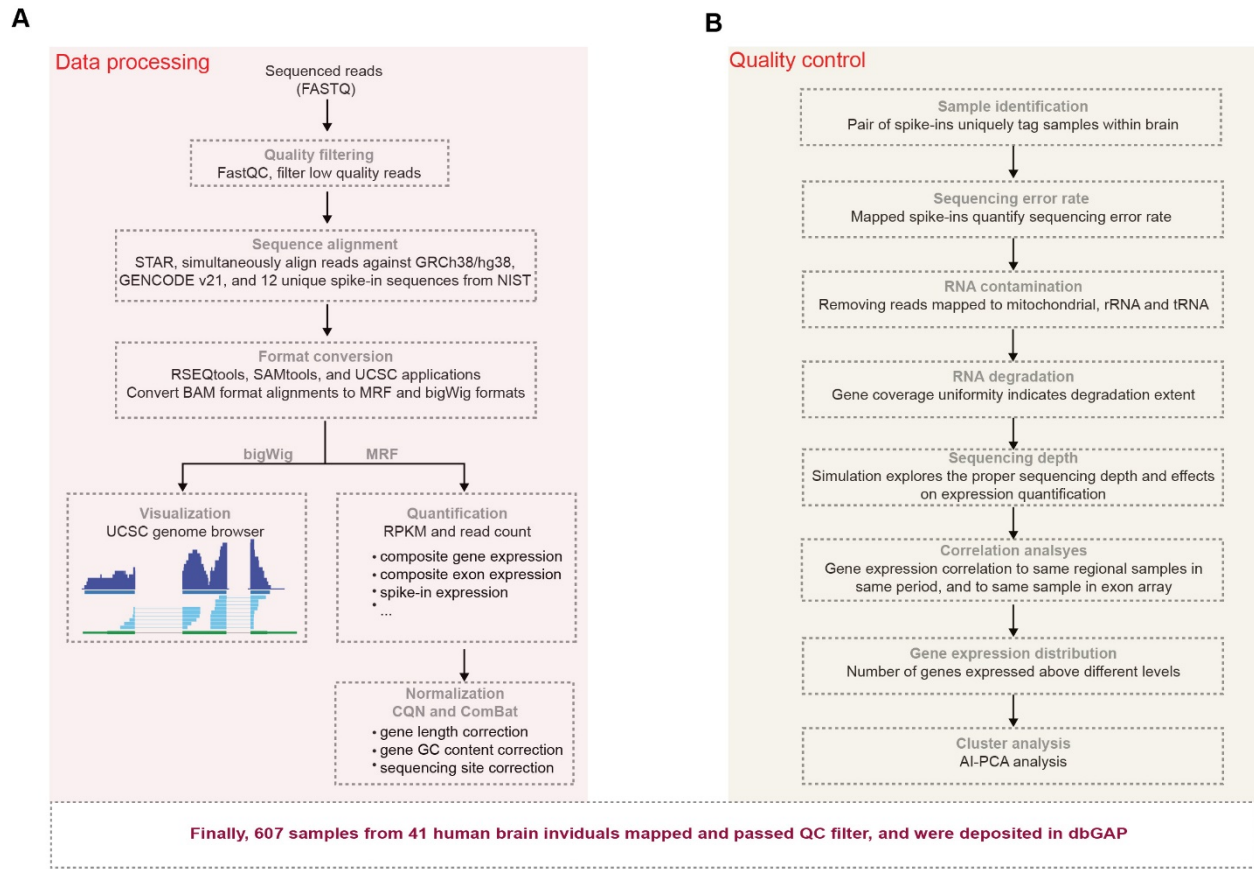 A
Data processing
Sequenced reads
(FASTQ)
Quality filtering
FastQC, filter low quality reads
Sequence alignment
STAR, simultaneously align reads against GRCh38/hg38,
GENCODE v21, and 12 unique spike-in sequences from NIST
Format conversion
RSEQtools, SAMtools, and UCSC applications
Convert BAM format alignments to MRF and bigWig formats
bigWig
MRF
Visualization
UCSC genome browser
Quantification
RPKM and read count
• composite gene expression
• composite exon expression
• spike-in expression
• ...
Normalization
CQN and ComBat
• gene length correction
• gene GC content correction
• sequencing site correction
B
Quality control
Sample identification
Pair of spike-ins uniquely tag samples within brain
Sequencing error rate
Mapped spike-ins quantify sequencing error rate
RNA contamination
Removing reads mapped to mitochondrial, rRNA and tRNA
RNA degradation
Gene coverage uniformity indicates degradation extent
Sequencing depth
Simulation explores the proper sequencing depth and effects
on expression quantification
Correlation analsyes
Gene expression correlation to same regional samples in
same period, and to same sample in exon array
Gene expression distribution
Number of genes expressed above different levels
Cluster analysis
AI-PCA analysis
Finally, 607 samples from 41 human brain inviduals mapped and passed QC filter, and were deposited in dbGAP